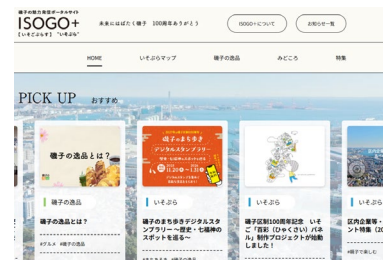 磯子の魅力発信ポータルサイト
ISOGO+
【いそごぷらす】 "いそぷら"
未来にはばたく磯子 100周年ありがとう
ISOGO+について
お知らせ一覧
HOME
いそぷらマップ
磯子の逸品
みどころ
特集
PICK UP おすすめ
磯子の逸品とは？
磯子の逸品
磯子の逸品とは？
#グルメ #磯子の逸品
磯子のまち歩き
デジタルスタンプラリー
いそぷら
磯子のまち歩きデジタルスタ
ンプラリー ～歴史・七福神の
スポットを巡る～
いそぷら
磯子区制100周年記念 いそ
ご「百彩（ひゃくさい）パネ
ル」制作プロジェクトが始動
しました！
いそぷら
区内企業等・
ント特集（20
#親子で楽しむ